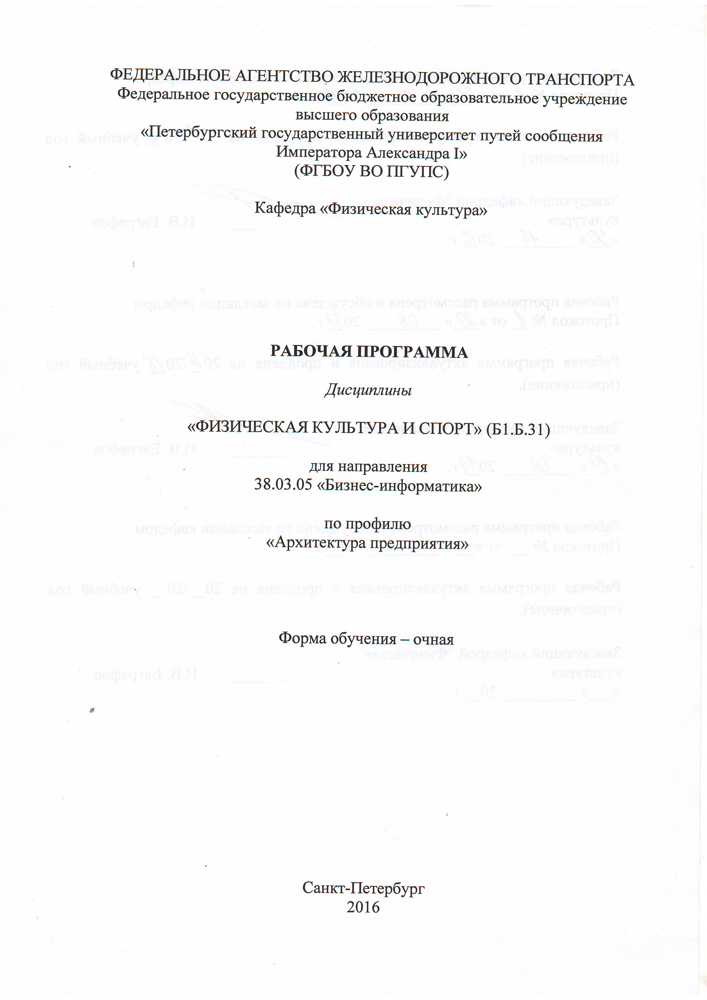 ФЕДЕРАЛЬНОЕ АГЕНТСТВО ЖЕЛЕЗНОДОРОЖНОГО ТРАНСПОРТА
Федеральное государственное бюджетное образовательное учреждение
высшего образования
«Петербургский государственный университет путей сообщения
Императора Александра I»
(ФГБОУ ВО ПГУПС)
Кафедра «Физическая культура»
РАБОЧАЯ ПРОГРАММА
Дисциплины
«ФИЗИЧЕСКАЯ КУЛЬТУРА И СПОРТ» (Б1.Б.31)
для направления
38.03.05 «Бизнес-информатика»
по профилю
«Архитектура предприятия»
Форма обучения – очная
Санкт-Петербург
2016